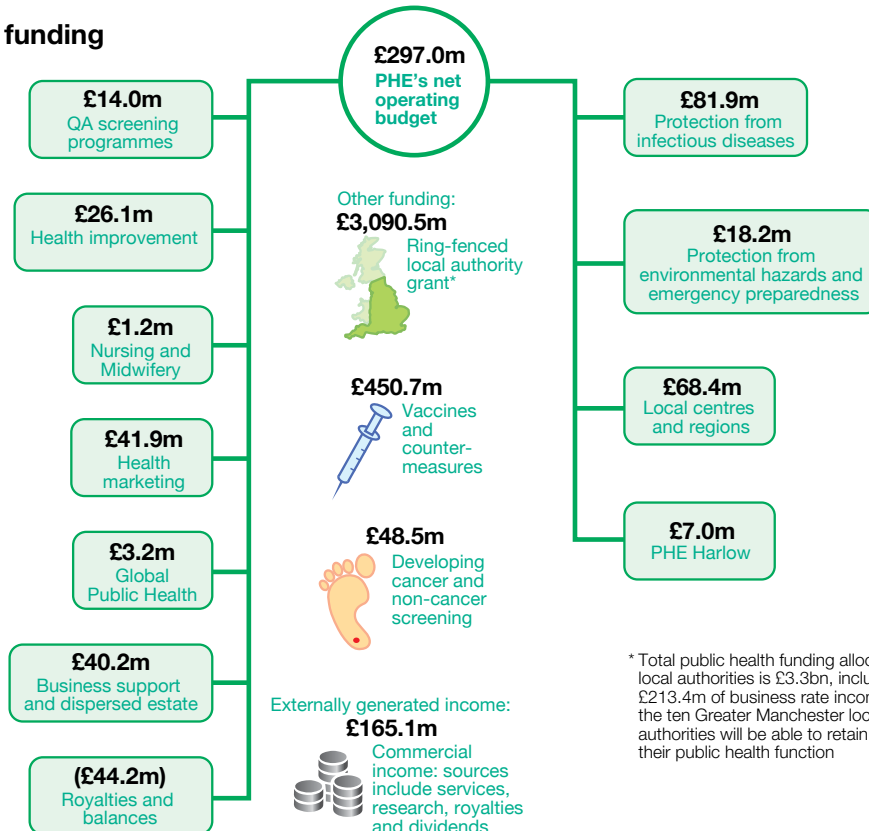 funding
£297.0m
PHE's net
operating
budget
£14.0m
QA screening
programmes
£26.1m
Health improvement
£1.2m
Nursing and
Midwifery
£41.9m
Health
marketing
£3.2m
Global
Public Health
£40.2m
Business support
and dispersed estate
(£44.2m)
Royalties and
balances
Other funding:
£3,090.5m
Ring-fenced
local authority
grant*
£450.7m
Vaccines
and
counter-
measures
£48.5m
Developing
cancer and
non-cancer
screening
Externally generated income:
£165.1m
Commercial
income: sources
include services,
research, royalties
and dividends
£81.9m
Protection from
infectious diseases
£18.2m
Protection from
environmental hazards and
emergency preparedness
£68.4m
Local centres
and regions
£7.0m
PHE Harlow
* Total public health funding
local authorities is £3.3bn,
£213.4m of business rate
the ten Greater Manchester
authorities will be able to retain
their public health function